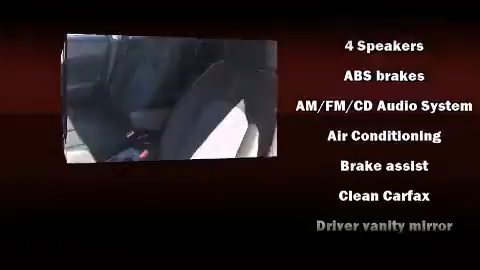 4 Speakers
ABS brakes
AM/FM/CD Audio System
Air Conditioning
Brake assist
Clean Carfax
Driver vanity mirror